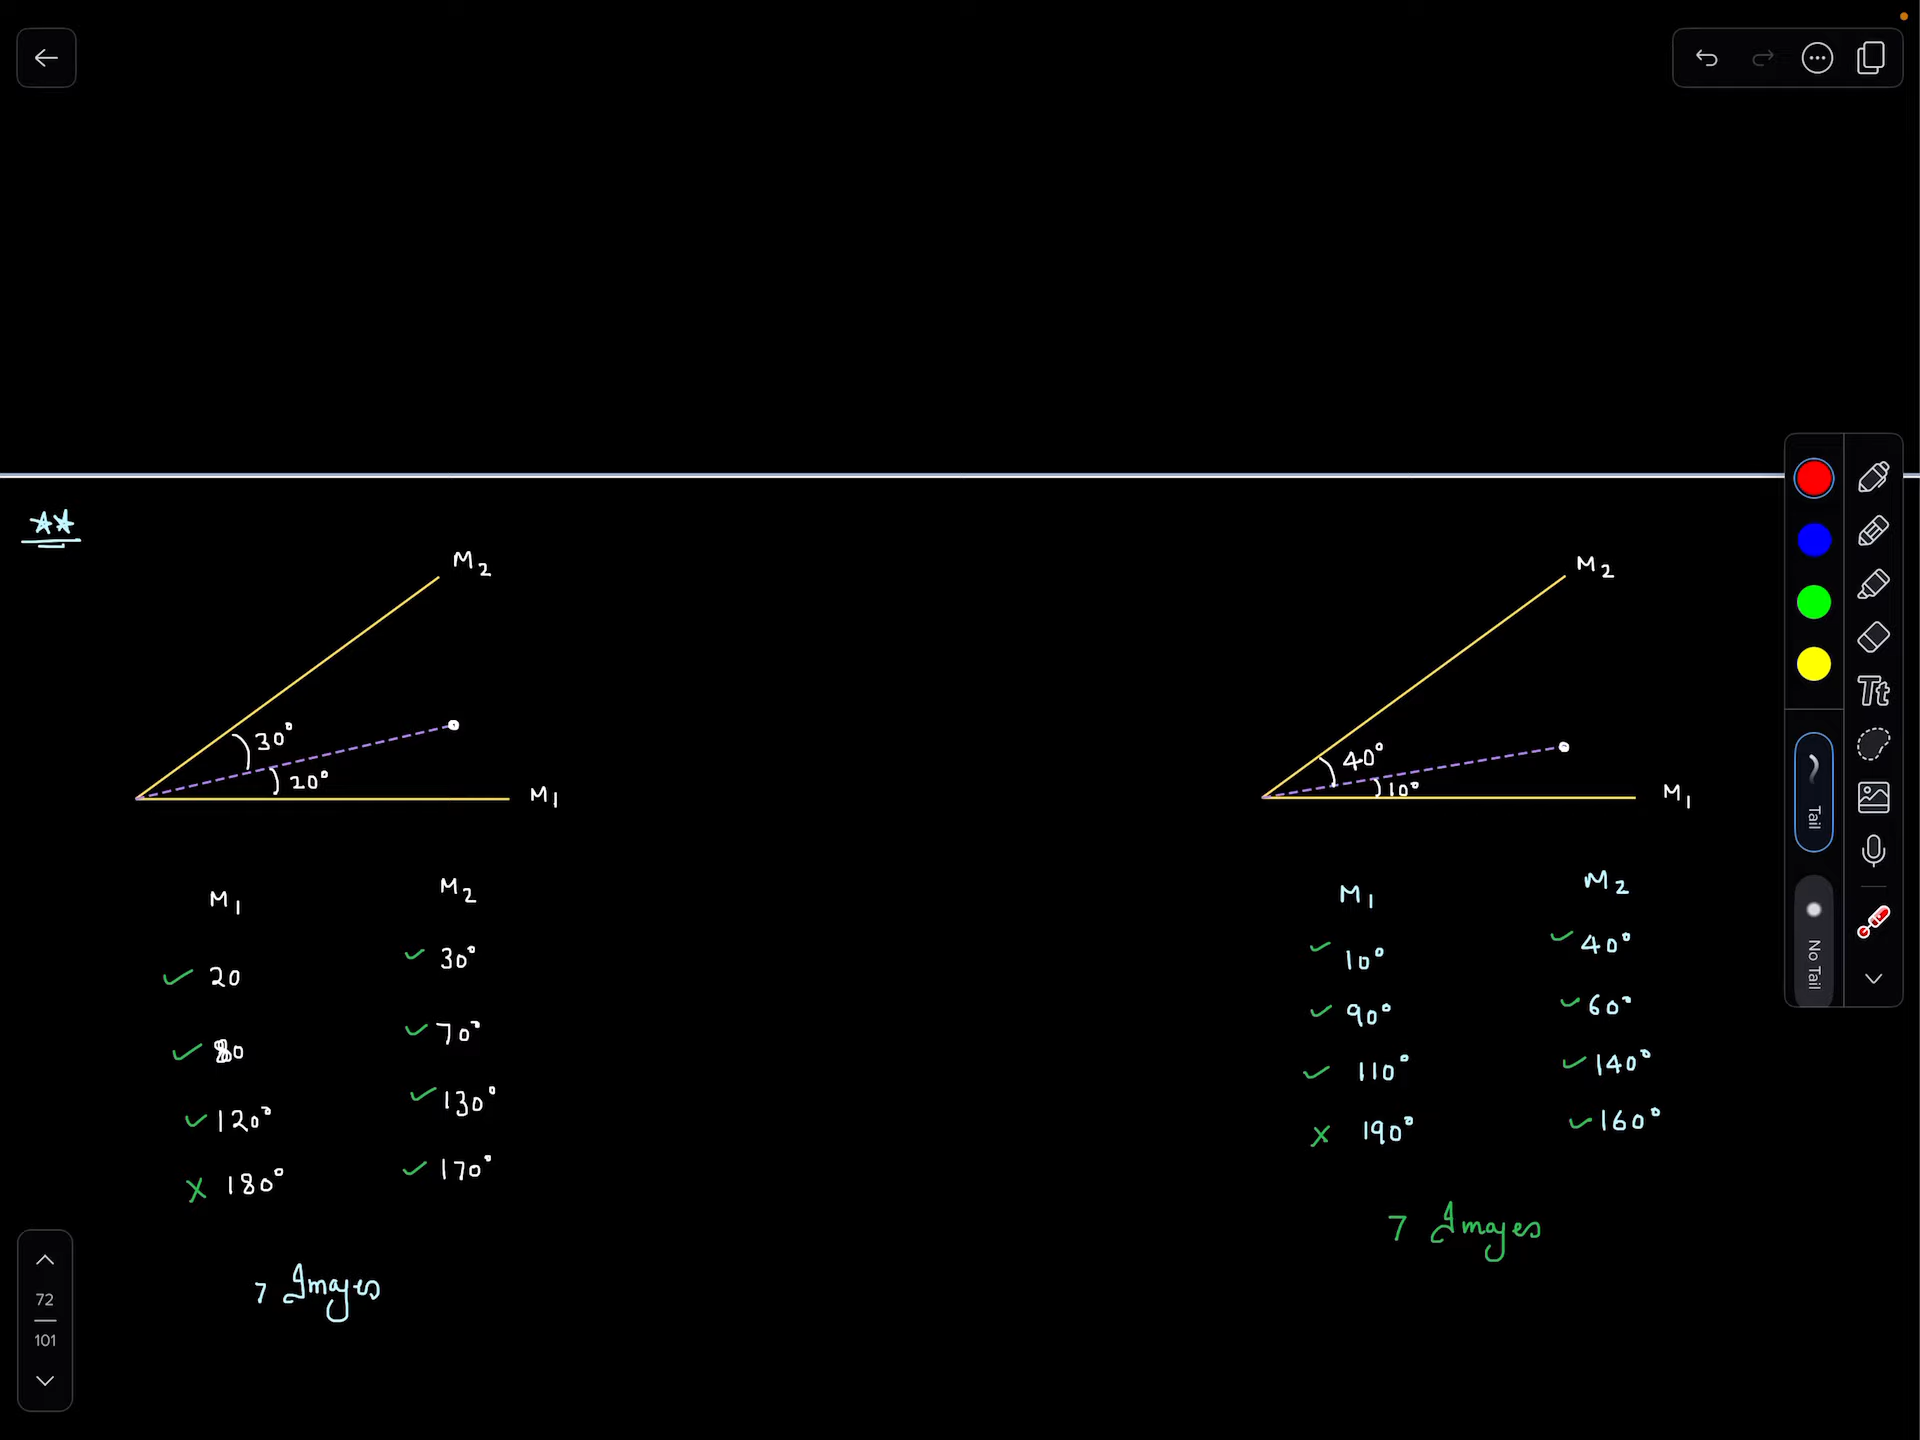 **
M2
30°
20°
M1
M1 M2
✓ 20 ✓ 30°
✓ 80 ✓ 70°
✓ 120° ✓ 130°
x 180° ✓ 170°
7 Images
M2
40°
10°
M1
M1 M2
✓ 10° ✓ 40°
✓ 90° ✓ 60°
✓ 110° ✓ 140°
x 190° ✓ 160°
7 Images
Tt
Tail
No Tail
72
101